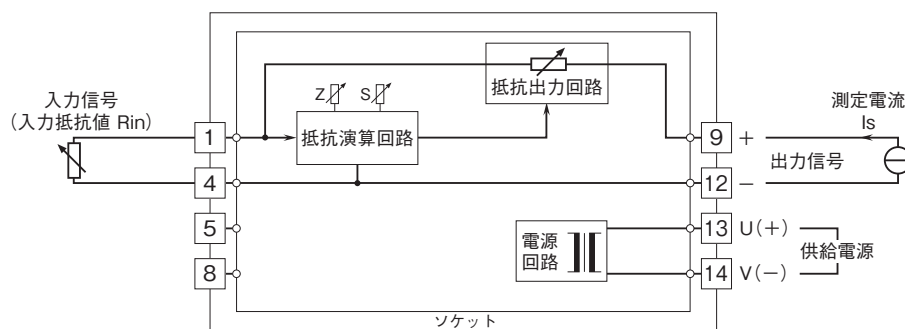 入力信号
（入力抵抗値 Rin）
1
4
5
8
Z
S
抵抗演算回路
抵抗出力回路
電源
回路
9
+
12
−
13
U(+)
14
V(−)
測定電流
Is
出力信号
供給電源
ソケット